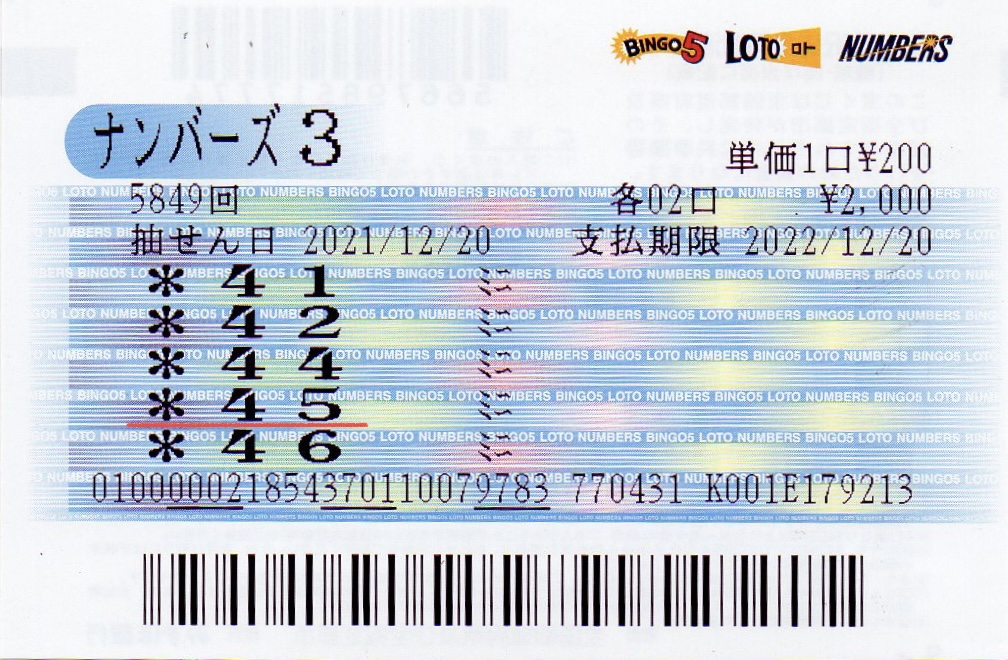 BINGO5 LOTO ロト NUMBERS
ナンバーズ3
単価1口¥200
5849回 各02口 ¥2,000
抽せん日 2021/12/20 支払期限 2022/12/20
* 41 ミニ
* 42 ミニ
* 44 ミニ
* 45 ミニ
* 46 ミニ
010000021854370110079783 770431 K001E179213